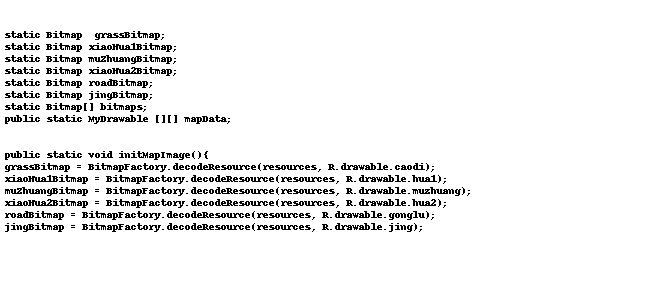 static Bitmap  grassBitmap;
static Bitmap xiaoHua1Bitmap;
static Bitmap muZhuangBitmap;
static Bitmap xiaoHua2Bitmap;
static Bitmap roadBitmap;
static Bitmap jingBitmap;
static Bitmap[] bitmaps;
public static MyDrawable [][] mapData;
public static void initMapImage(){
grassBitmap = BitmapFactory.decodeResource(resources, R.drawable.caodi);
xiaoHua1Bitmap = BitmapFactory.decodeResource(resources, R.drawable.hua1);
muZhuangBitmap = BitmapFactory.decodeResource(resources, R.drawable.muzhuang);
xiaoHua2Bitmap = BitmapFactory.decodeResource(resources, R.drawable.hua2);
roadBitmap = BitmapFactory.decodeResource(resources, R.drawable.gonglu);
jingBitmap = BitmapFactory.decodeResource(resources, R.drawable.jing);